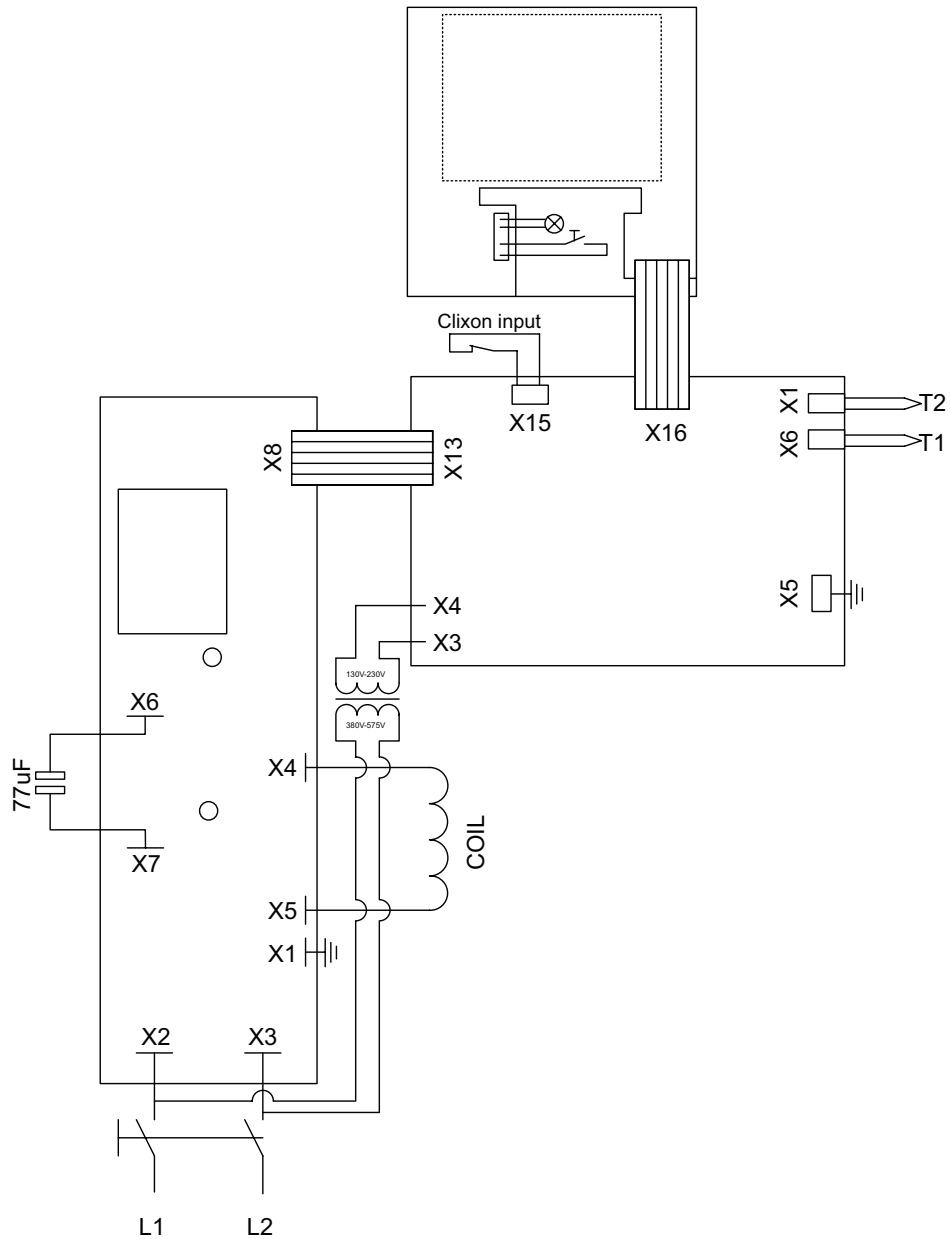 Clixon input
X15
X16
X1
T2
X6
T1
X8
X13
X5
X4
X3
130V-230V
380V-575V
X6
77uF
X7
X4
COIL
X5
X1
X2
X3
L1
L2